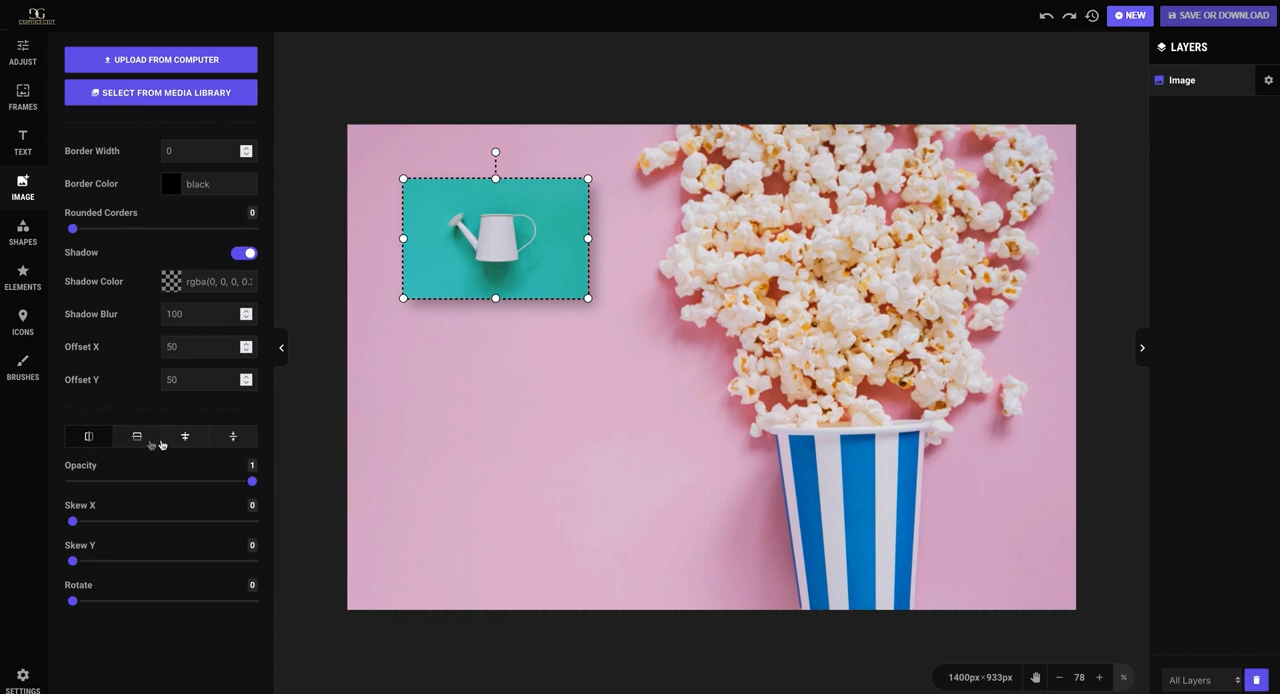 GRAPHICS GUT
NEW
SAVE OR DOWNLOAD
ADJUST
FRAMES
TEXT
IMAGE
SHAPES
ELEMENTS
ICONS
BRUSHES
SETTINGS
UPLOAD FROM COMPUTER
SELECT FROM MEDIA LIBRARY
Border Width 0
Border Color black
Rounded Corders 0
Shadow
Shadow Color rgba(0, 0, 0, 0.
Shadow Blur 100
Offset X 50
Offset Y 50
Opacity 1
Skew X 0
Skew Y 0
Rotate 0
1400px×933px
78
%
LAYERS
Image
All Layers